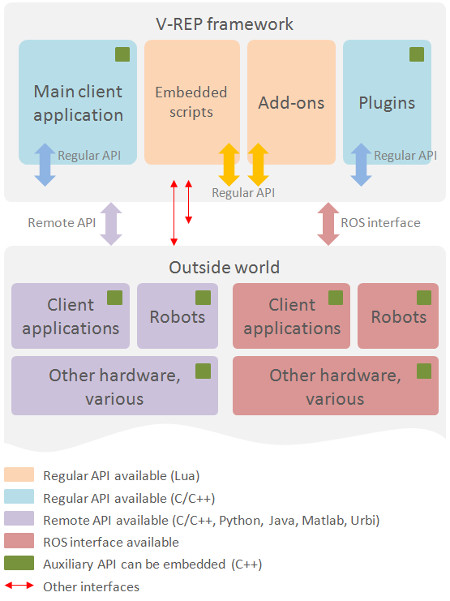 V-REP framework
Main client
application
Embedded
scripts
Add-ons
Plugins
Regular API
Regular API
Regular API
Remote API
ROS interface
Outside world
Client
applications
Robots
Client
applications
Robots
Other hardware,
various
Other hardware,
various
Regular API available (Lua)
Regular API available (C/C++)
Remote API available (C/C++, Python, Java, Matlab, Urbi)
ROS interface available
Auxiliary API can be embedded (C++)
Other interfaces